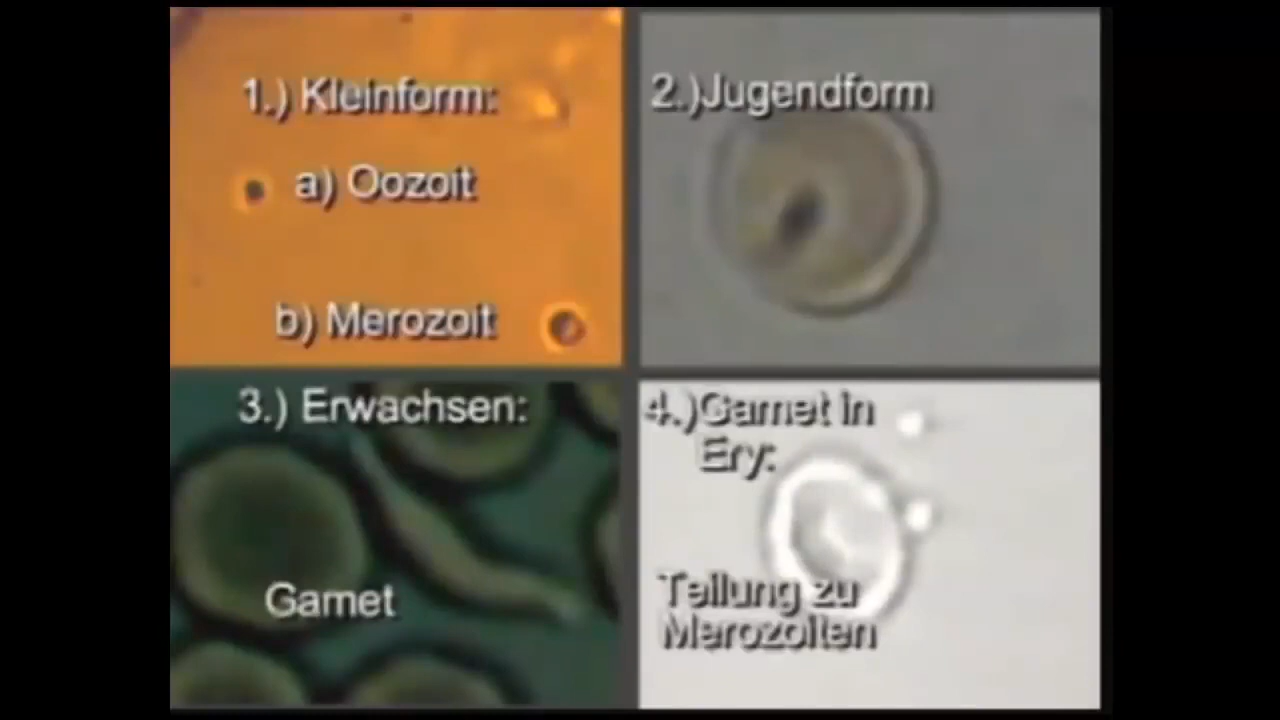 1.) Kleinform:
a) Oozoit
b) Merozoit
2.)Jugendform
3.) Erwachsen:
Gamet
4.)Gamet in
Ery:
Teilung zu
Merozoiten